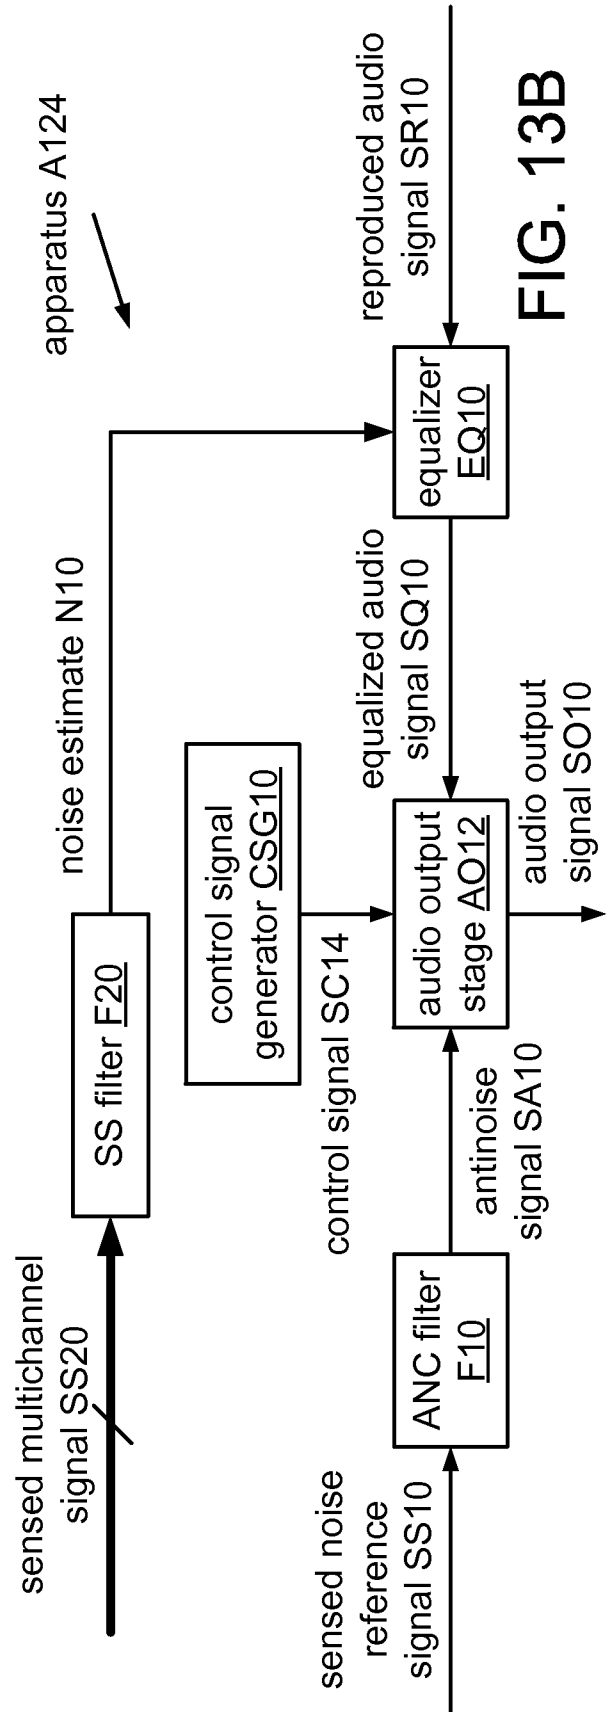 apparatus A124
sensed multichannel
signal SS20
SS filter F20
noise estimate N10
control signal
generator CSG10
control signal SC14
sensed noise
reference
signal SS10
ANC filter
F10
antinoise
signal SA10
audio output
stage AO12
audio output
signal SO10
equalized audio
signal SQ10
equalizer
EQ10
reproduced audio
signal SR10
FIG. 13B